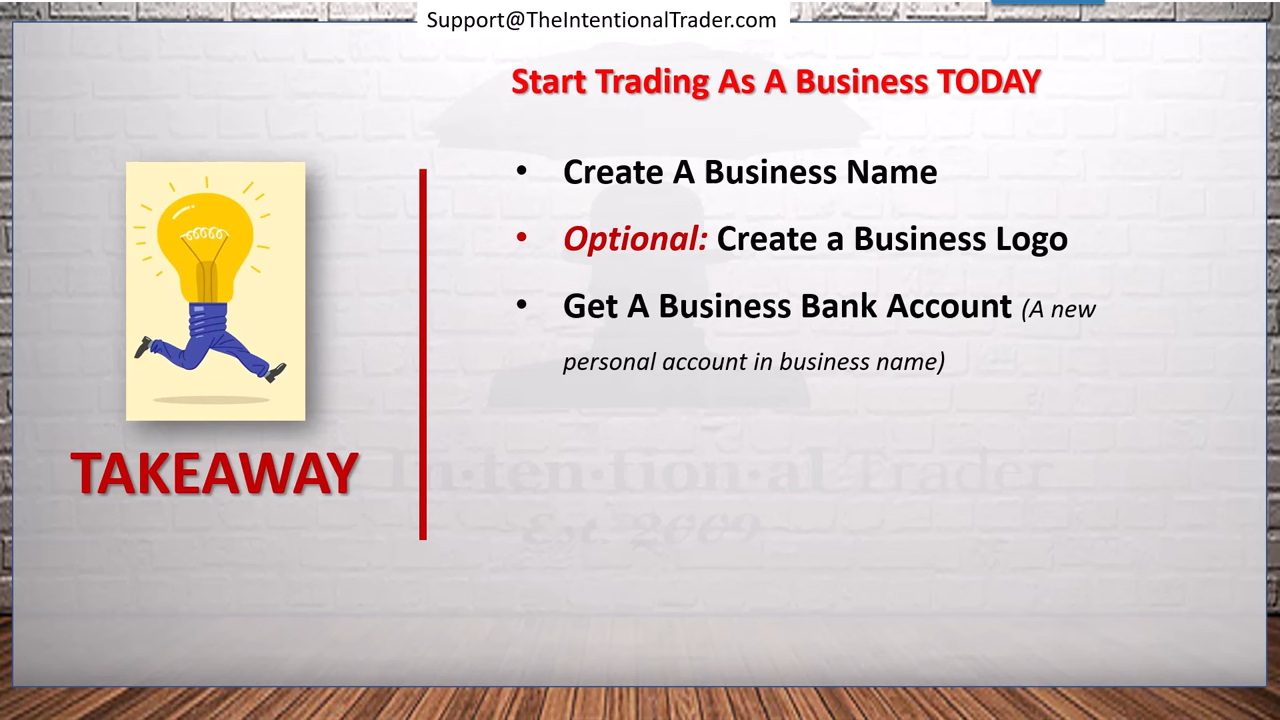 Support@TheIntentionalTrader.com
Start Trading As A Business TODAY
• Create A Business Name
• Optional: Create a Business Logo
• Get A Business Bank Account (A new
personal account in business name)
TAKEAWAY
In·ten·tion·al Trader
Est. 2009